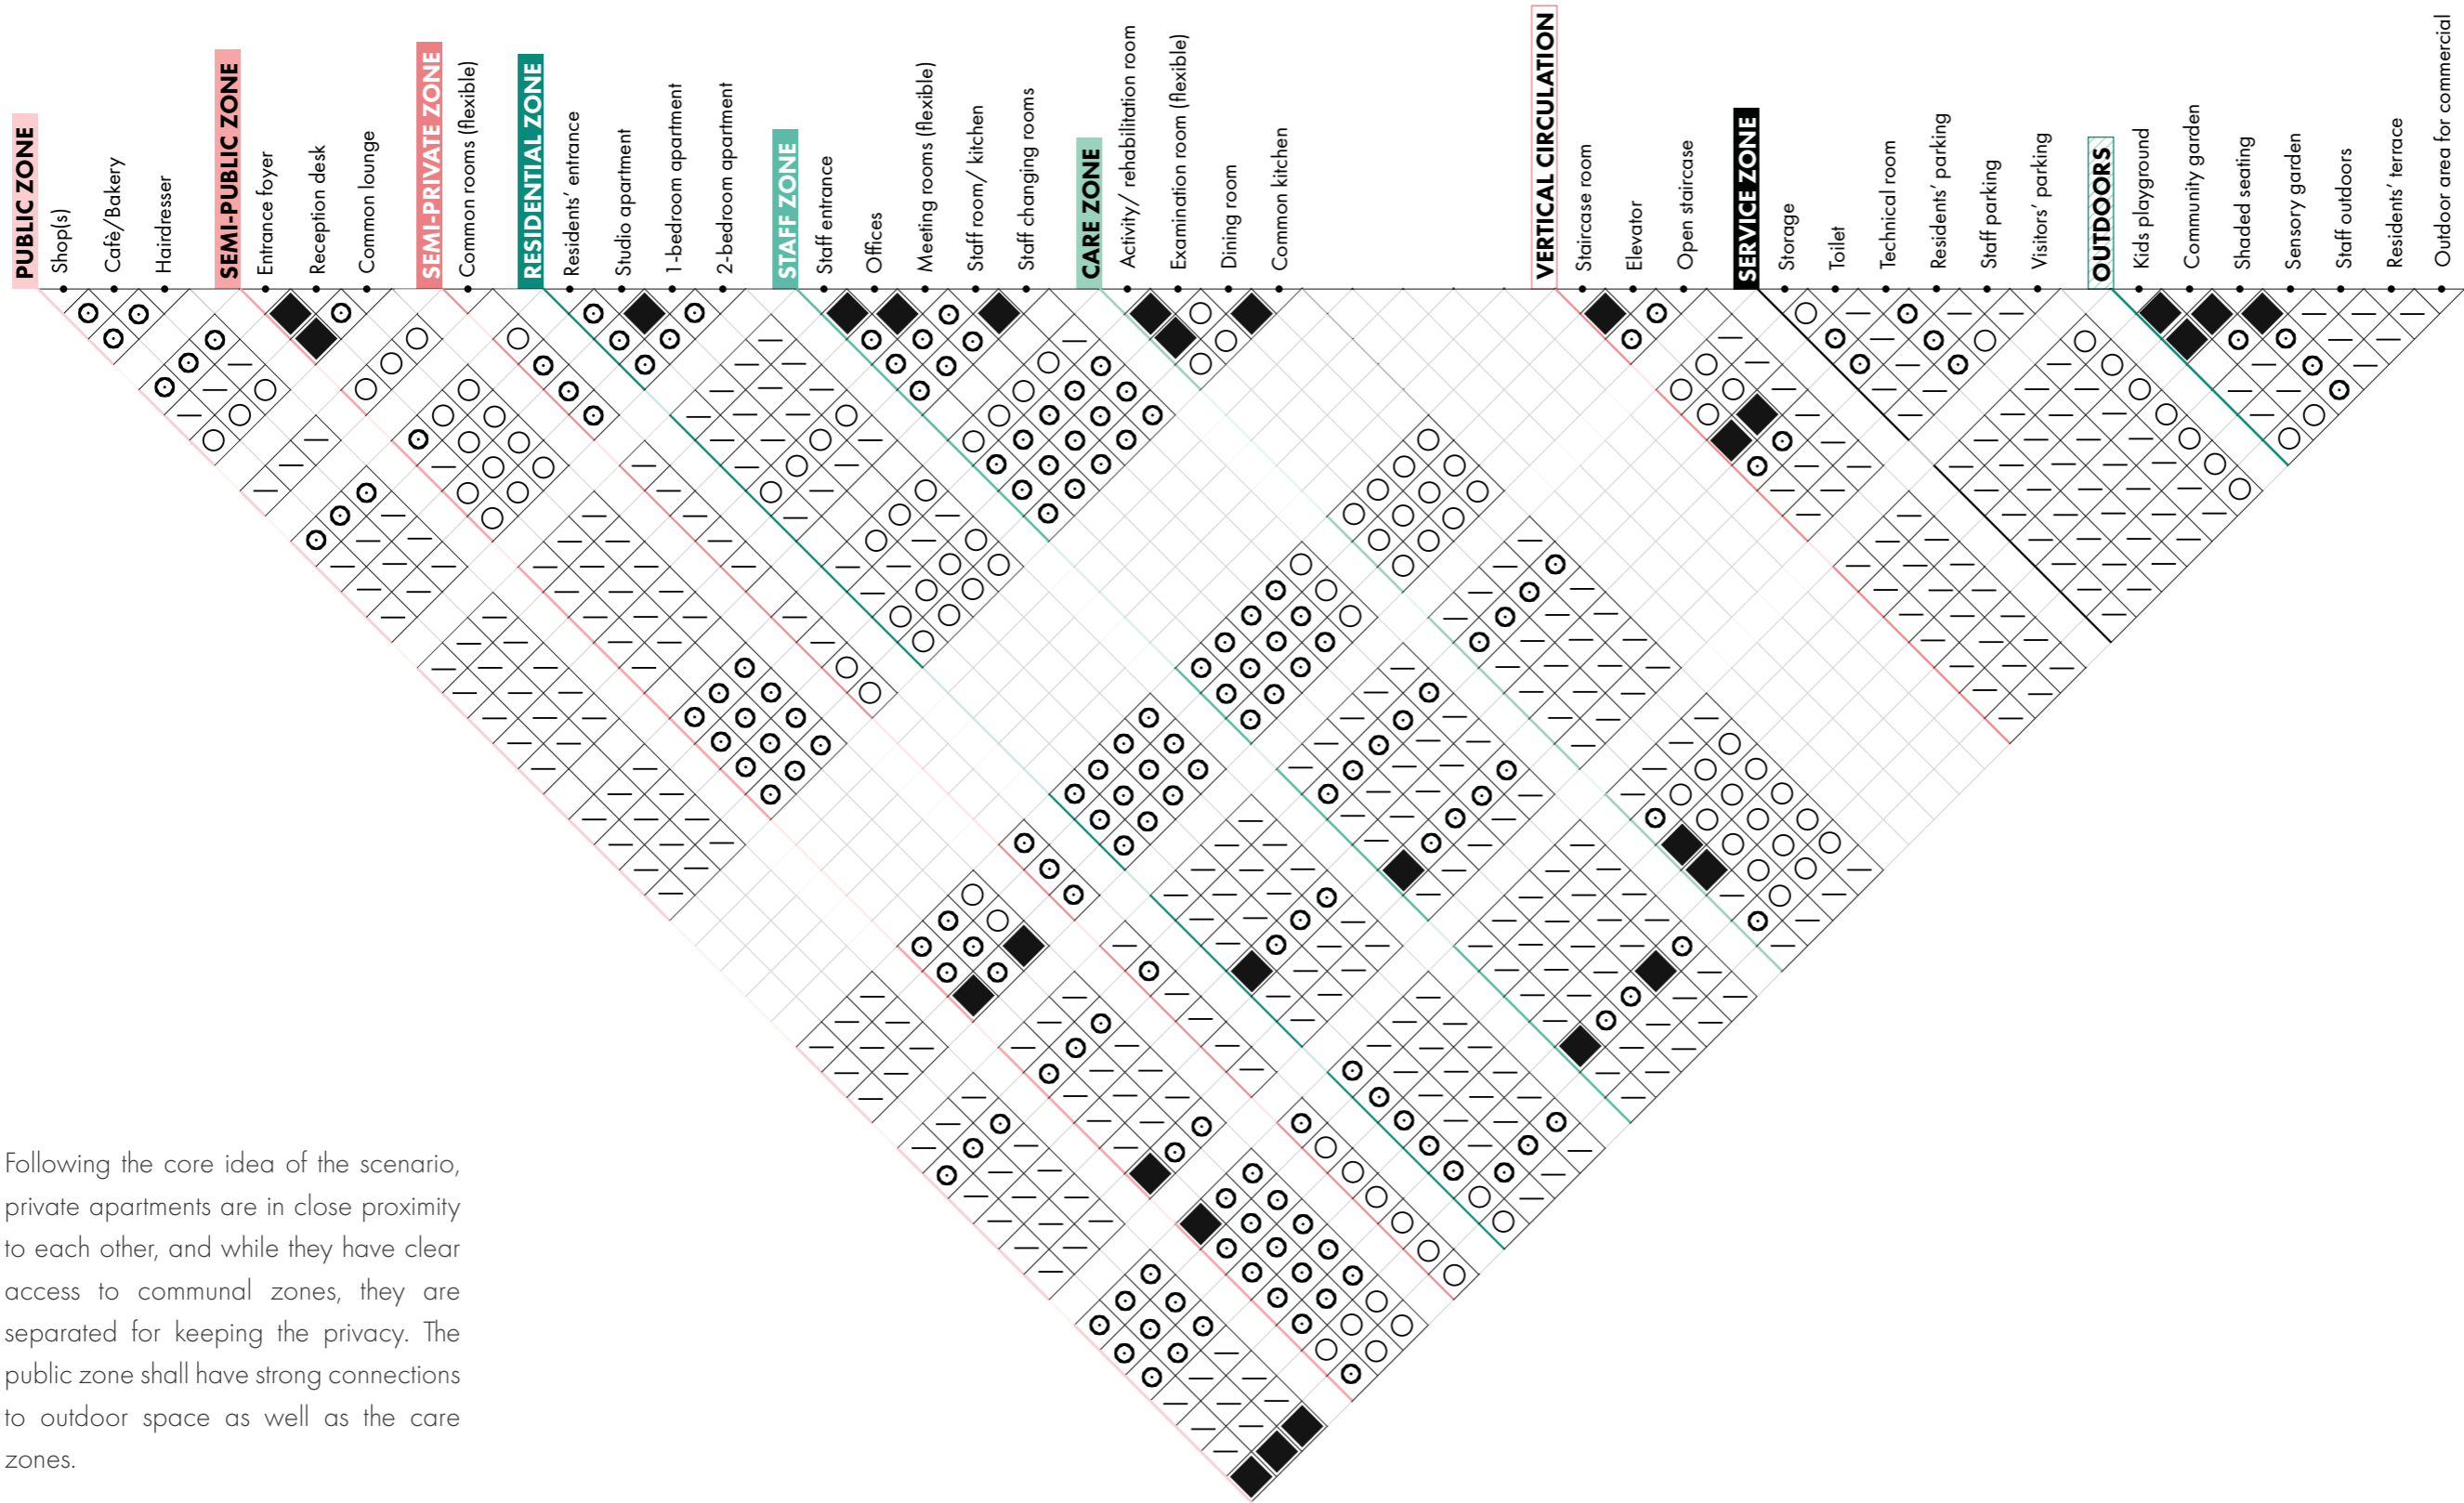 PUBLIC ZONE
Shop(s)
Cafè/Bakery
Hairdresser
SEMI-PUBLIC ZONE
Entrance foyer
Reception desk
Common lounge
SEMI-PRIVATE ZONE
Common rooms (flexible)
RESIDENTIAL ZONE
Residents' entrance
Studio apartment
1-bedroom apartment
2-bedroom apartment
STAFF ZONE
Staff entrance
Offices
Meeting rooms (flexible)
Staff room/ kitchen
Staff changing rooms
CARE ZONE
Activity/ rehabilitation room
Examination room (flexible)
Dining room
Common kitchen
VERTICAL CIRCULATION
Staircase room
Elevator
Open staircase
SERVICE ZONE
Storage
Toilet
Technical room
Residents' parking
Staff parking
Visitors' parking
OUTDOORS
Kids playground
Community garden
Shaded seating
Sensory garden
Staff outdoors
Residents' terrace
Outdoor area for commercial
Following the core idea of the scenario,
private apartments are in close proximity
to each other, and while they have clear
access to communal zones, they are
separated for keeping the privacy. The
public zone shall have strong connections
to outdoor space as well as the care
zones.